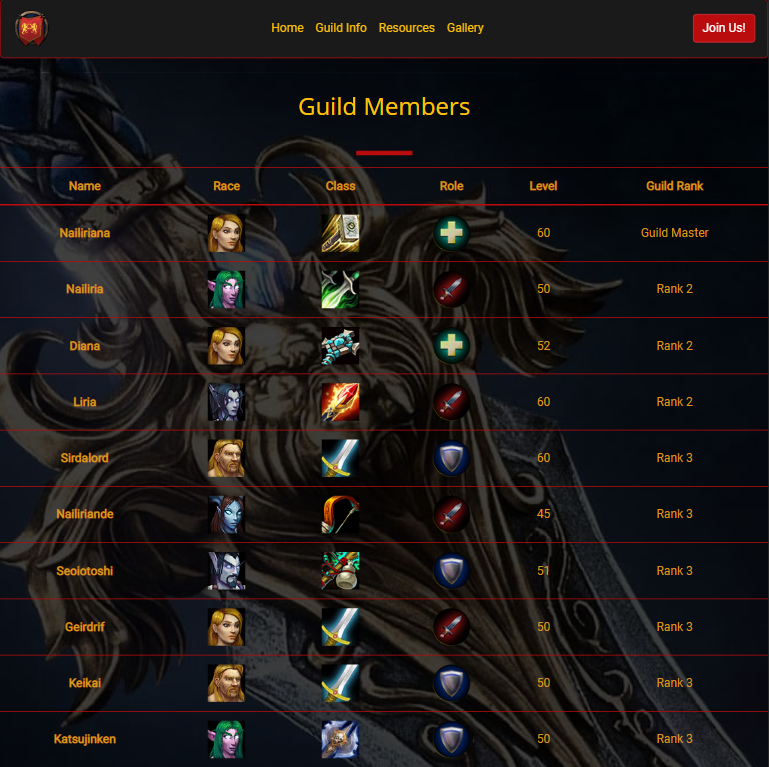 Home Guild Info Resources Gallery Join Us!
Guild Members
Name Race Class Role Level Guild Rank
Nailiriana 60 Guild Master
Nailiria 50 Rank 2
Diana 52 Rank 2
Liria 60 Rank 2
Sirdalord 60 Rank 3
Nailiriande 45 Rank 3
Seoiotoshi 51 Rank 3
Geirdrif 50 Rank 3
Keikai 50 Rank 3
Katsujinken 50 Rank 3